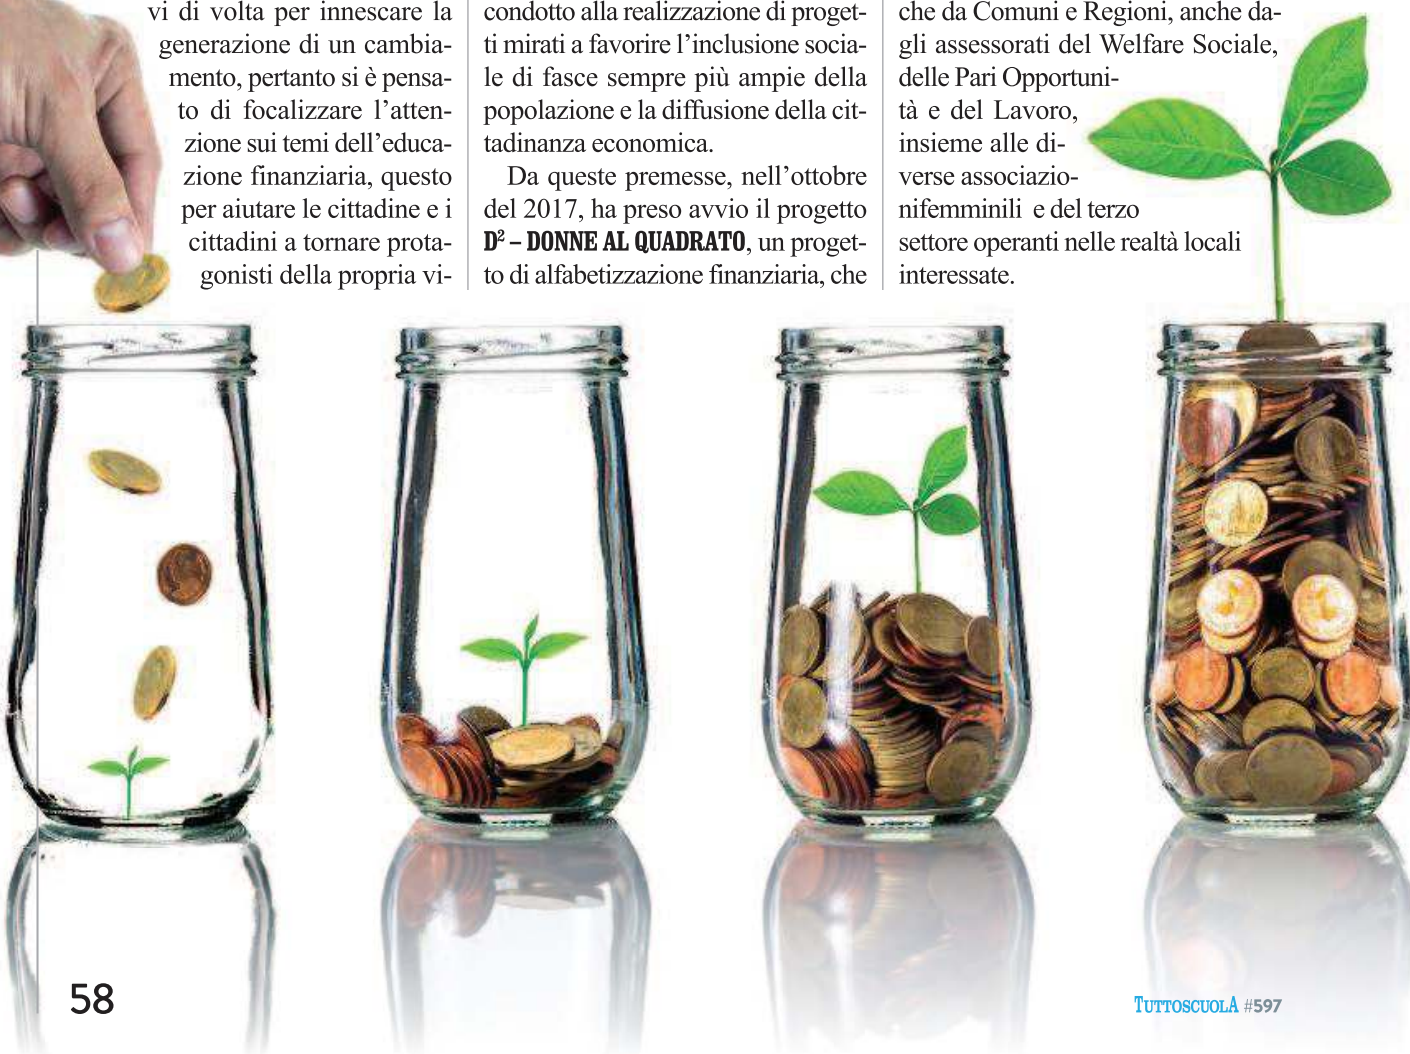 vi di volta per innescare la
generazione di un cambia-
mento, pertanto si è pensa-
to di focalizzare l'atten-
zione sui temi dell'educa-
zione finanziaria, questo
per aiutare le cittadine e i
cittadini a tornare prota-
gonisti della propria vi-
condotto alla realizzazione di proget-
ti mirati a favorire l'inclusione socia-
le di fasce sempre più ampie della
popolazione e la diffusione della cit-
tadinanza economica.
Da queste premesse, nell'ottobre
del 2017, ha preso avvio il progetto
D² – DONNE AL QUADRATO, un proget-
to di alfabetizzazione finanziaria, che
che da Comuni e Regioni, anche da-
gli assessorati del Welfare Sociale,
delle Pari Opportuni-
tà e del Lavoro,
insieme alle di-
verse associazio-
nifemminili e del terzo
settore operanti nelle realtà locali
interessate.
58
TUTTOSCUOLA #597